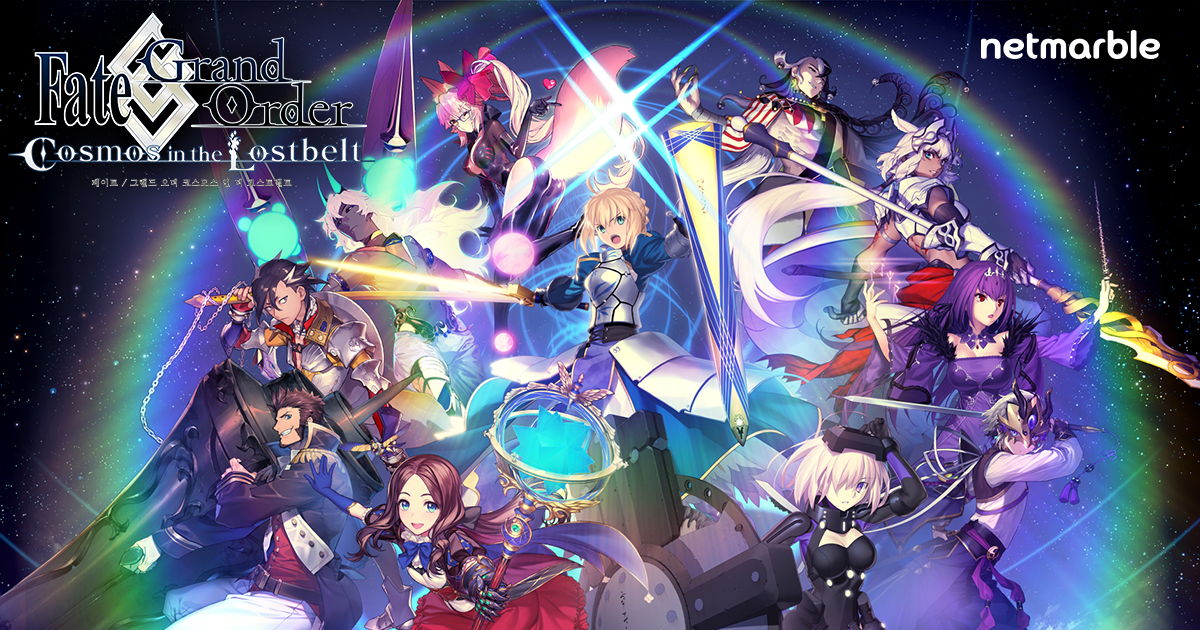 Fate
Grand
Order
Cosmos in the Lostbelt
페이트 / 그랜드 오더 코스모스 인 더 로스트벨트
netmarble